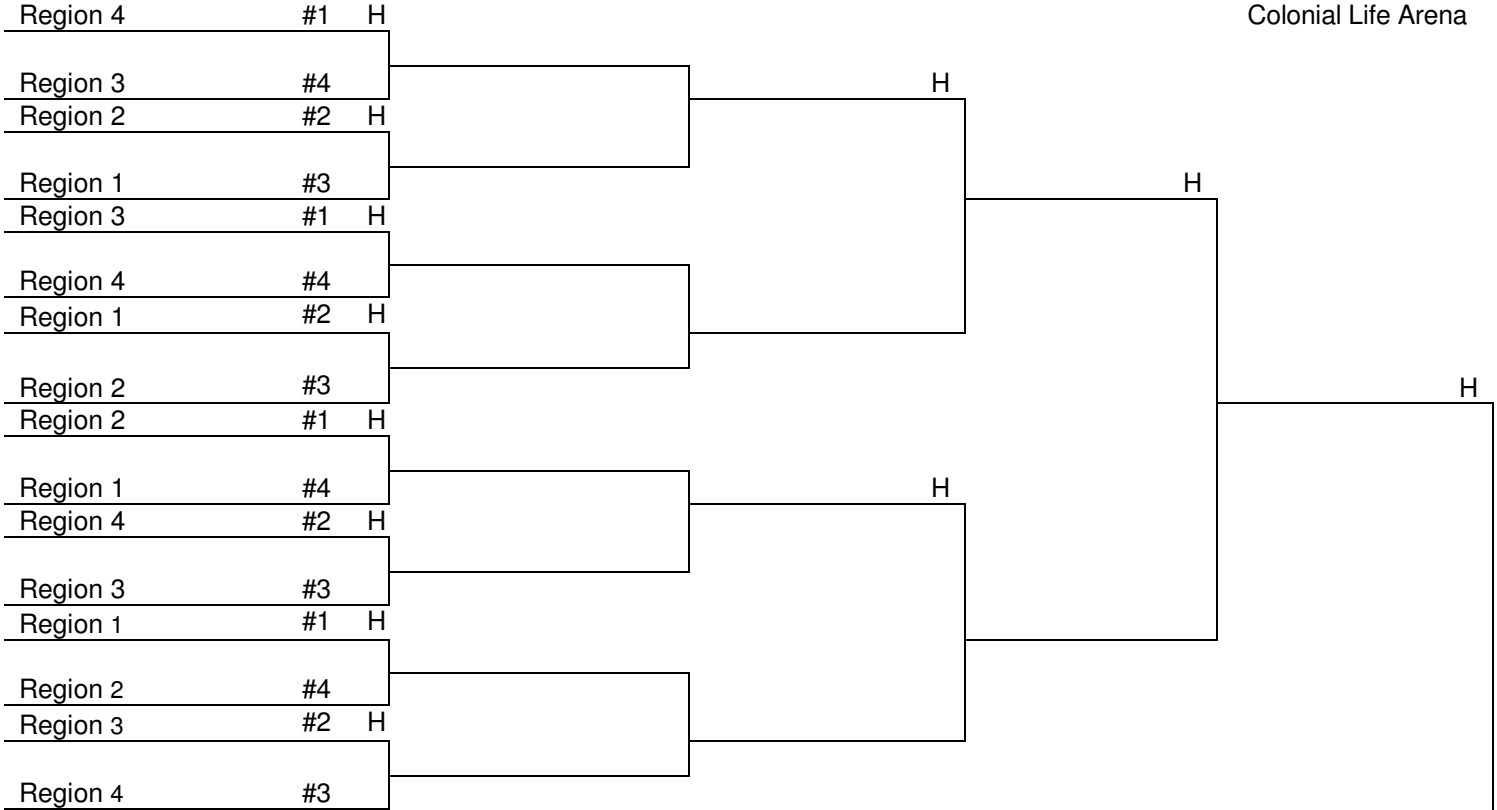 Region 4 #1 H Colonial Life Arena
Region 3 #4 H
Region 2 #2 H
Region 1 #3 H
Region 3 #1 H
Region 4 #4
Region 1 #2 H
Region 2 #3 H
Region 2 #1 H
Region 1 #4 H
Region 4 #2 H
Region 3 #3
Region 1 #1 H
Region 2 #4
Region 3 #2 H
Region 4 #3